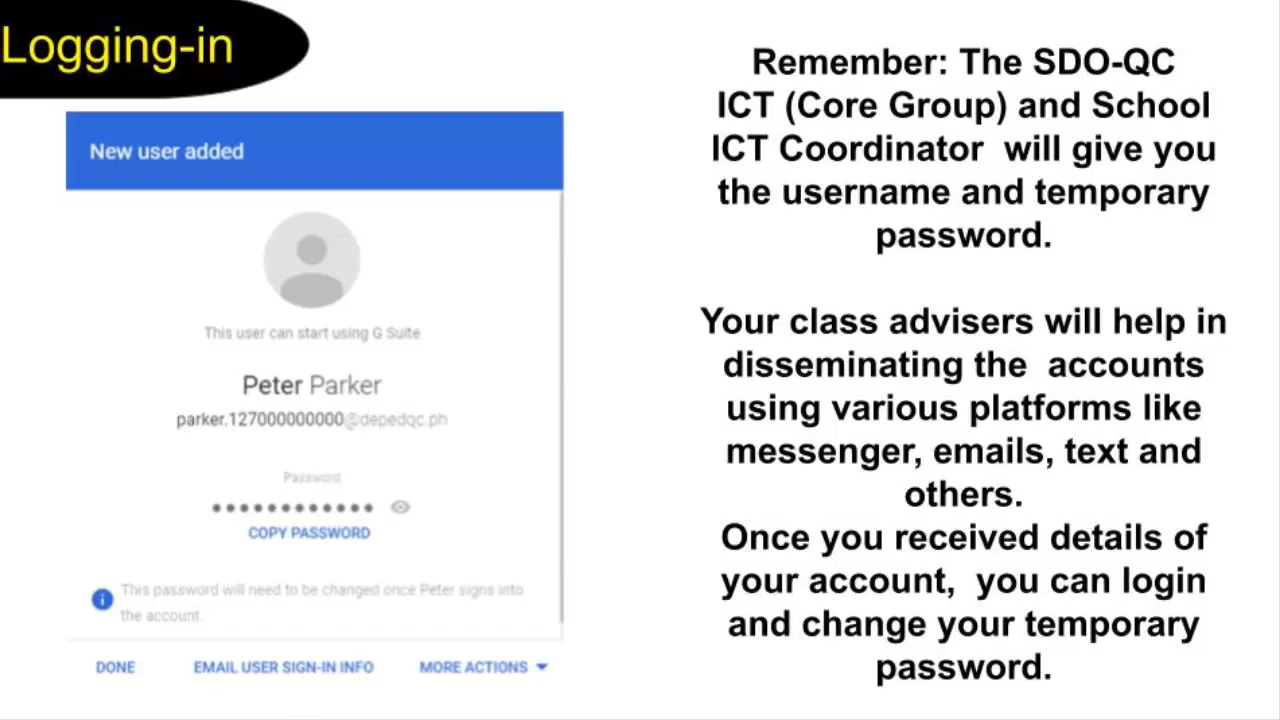 Logging-in
New user added
This user can start using G Suite
Peter Parker
parker.127000000000@depedqc.ph
Password
COPY PASSWORD
This password will need to be changed once Peter signs into
the account.
DONE
EMAIL USER SIGN-IN INFO
MORE ACTIONS
Remember: The SDO-QC
ICT (Core Group) and School
ICT Coordinator will give you
the username and temporary
password.
Your class advisers will help in
disseminating the accounts
using various platforms like
messenger, emails, text and
others.
Once you received details of
your account, you can login
and change your temporary
password.